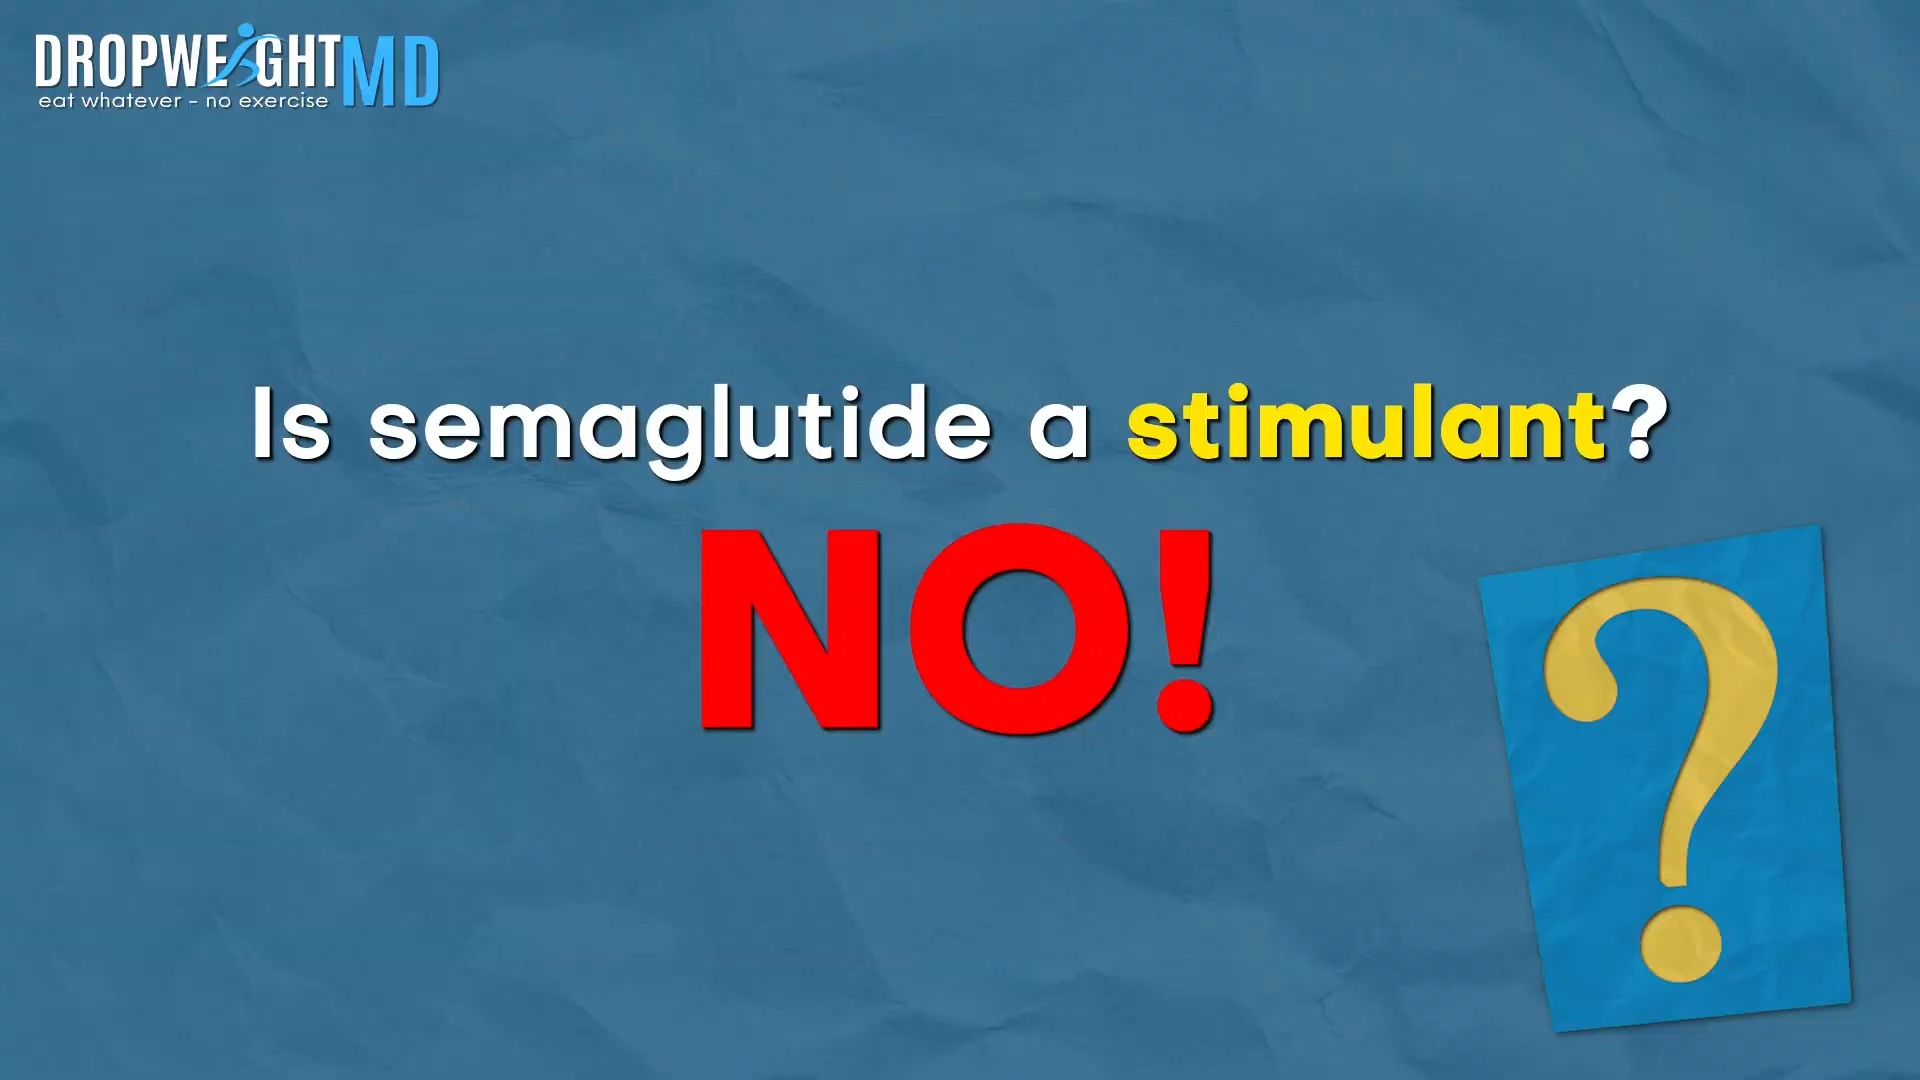 DROPWEIGHTMD
eat whatever - no exercise
Is semaglutide a stimulant?
NO!
?